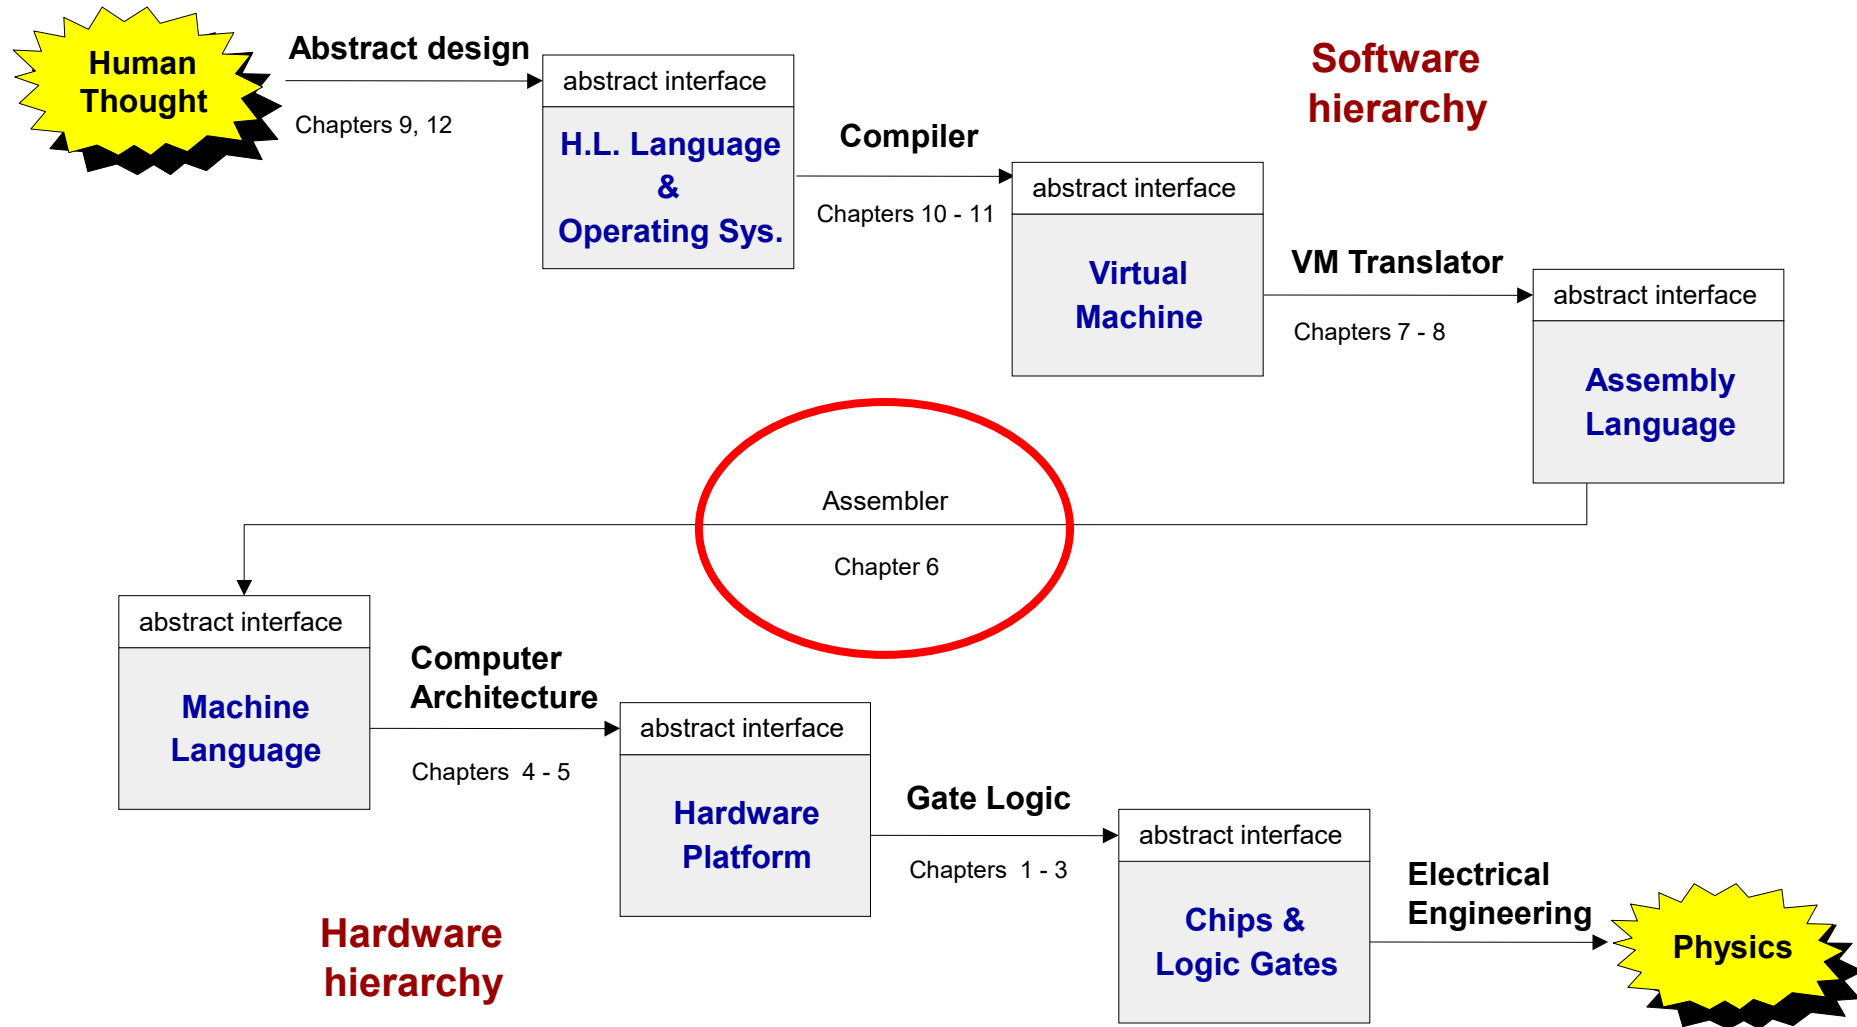 Human
Thought
Abstract design
Chapters 9, 12
abstract interface
H.L. Language
&
Operating Sys.
Compiler
Chapters 10 - 11
abstract interface
Virtual
Machine
VM Translator
Chapters 7 - 8
abstract interface
Assembly
Language
Software
hierarchy
Assembler
Chapter 6
abstract interface
Machine
Language
Computer
Architecture
Chapters 4 - 5
abstract interface
Hardware
Platform
Gate Logic
Chapters 1 - 3
abstract interface
Chips &
Logic Gates
Electrical
Engineering
Physics
Hardware
hierarchy